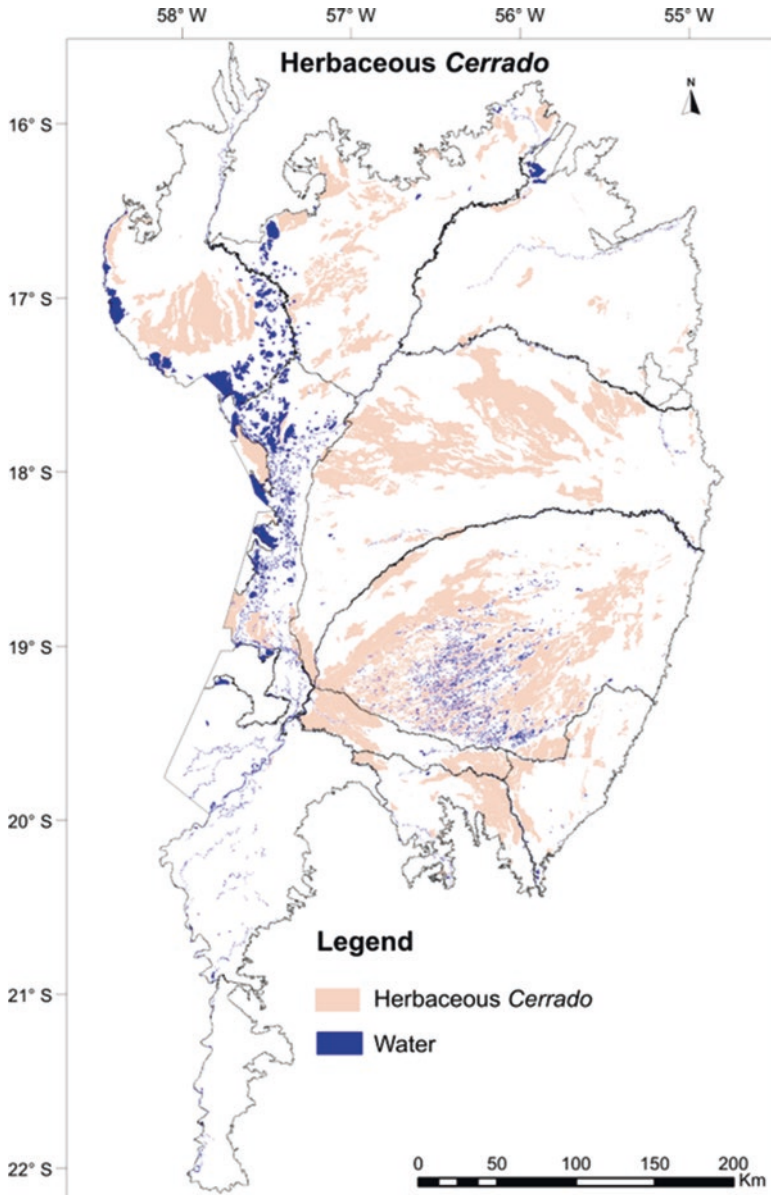 58° W 57° W 56° W 55° W
Herbaceous Cerrado
N
16° S
17° S
18° S
19° S
20° S
21° S
22° S
Legend
Herbaceous Cerrado
Water
0 50 100 150 200
Km